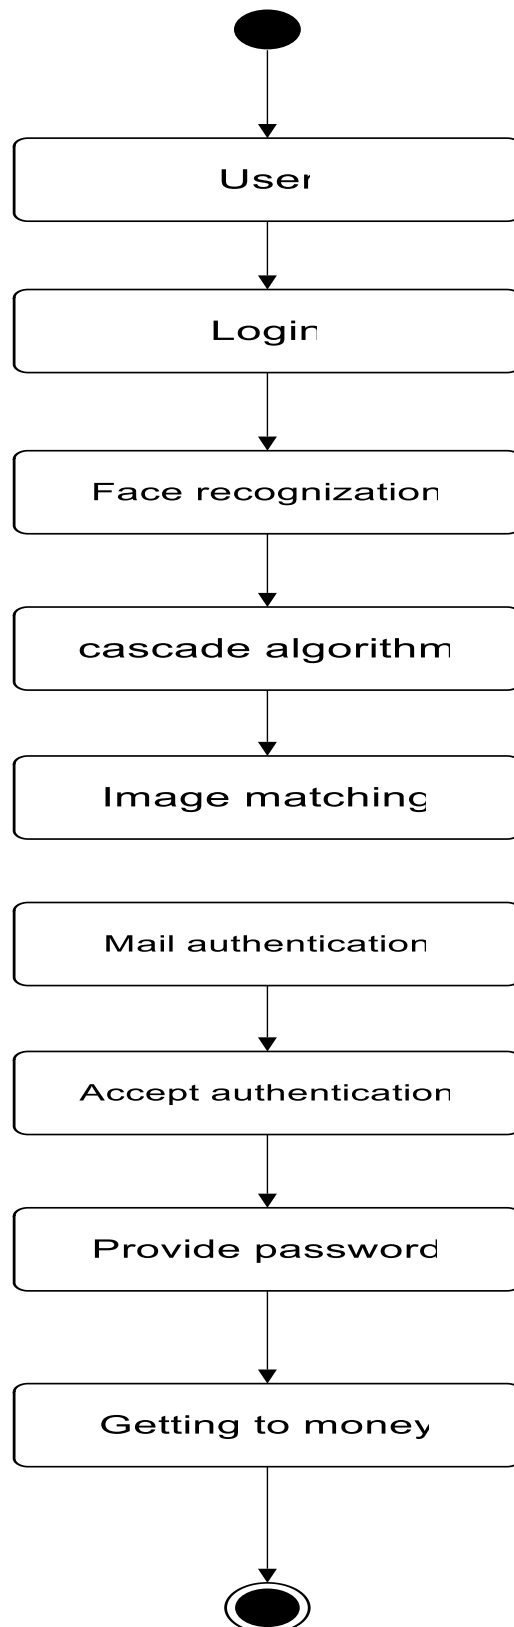 User
Login
Face recognization
cascade algorithm
Image matching
Mail authentication
Accept authentication
Provide password
Getting to money